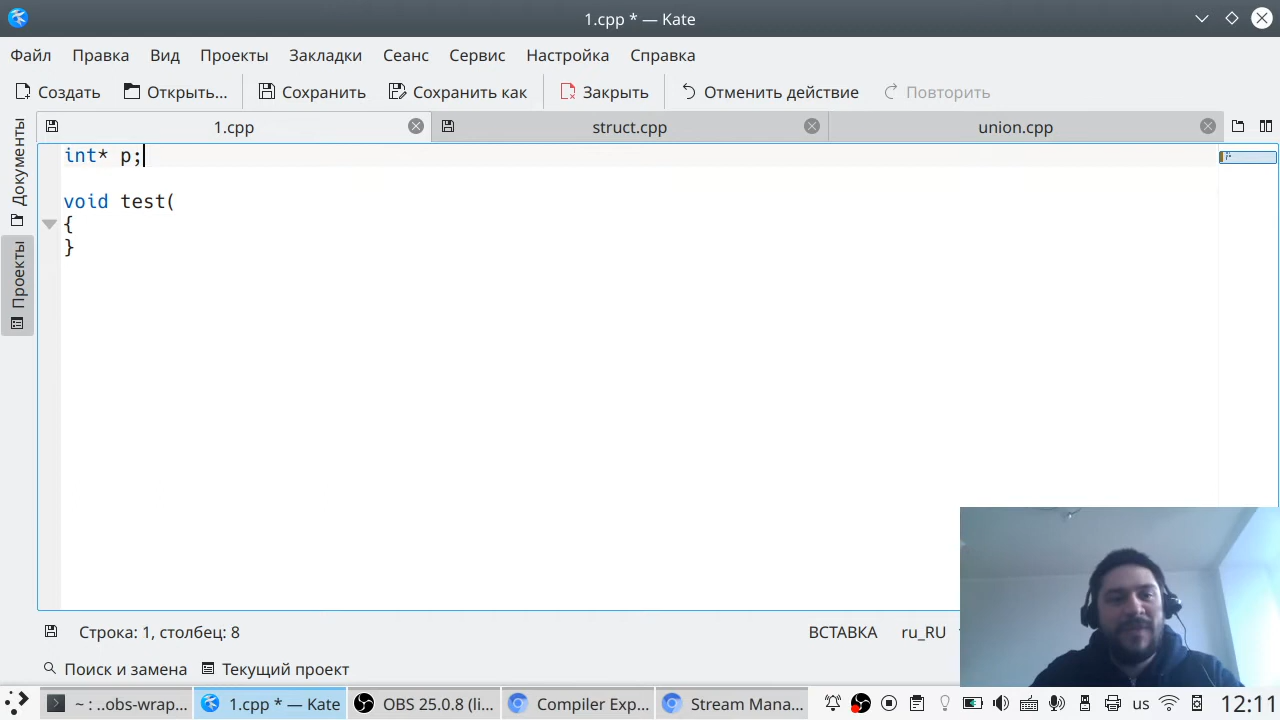 1.cpp * — Kate
Файл Правка Вид Проекты Закладки Сеанс Сервис Настройка Справка
Создать Открыть... Сохранить Сохранить как Закрыть Отменить действие Повторить
1.cpp struct.cpp union.cpp
Документы
Проекты
int* p;
void test(
{
}
Строка: 1, столбец: 8 ВСТАВКА ru_RU
Поиск и замена Текущий проект
~ : ..obs-wrap... 1.cpp * — Kate OBS 25.0.8 (li... Compiler Exp... Stream Mana... us 12:11